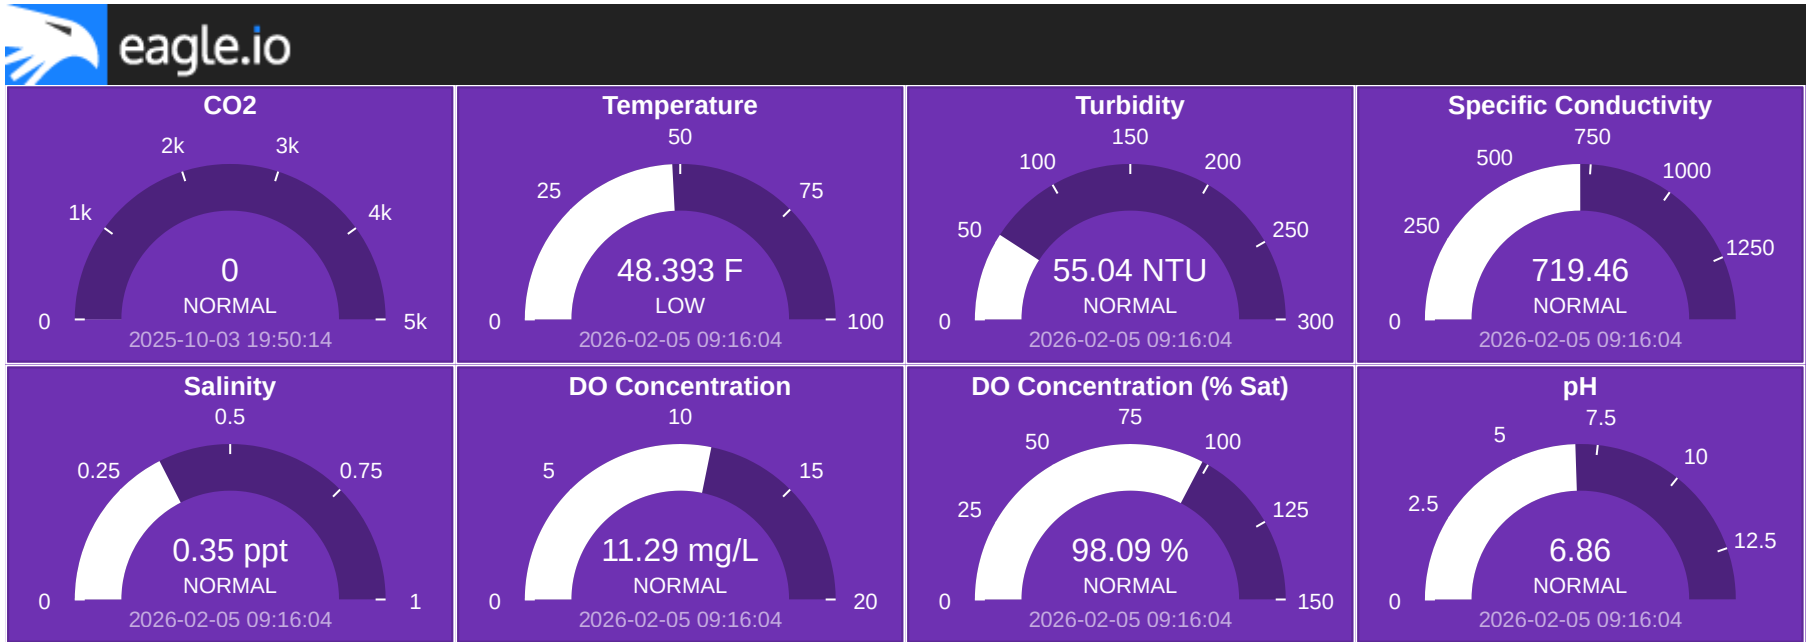 eagle.io
CO2
0
1k
2k
3k
4k
5k
0
NORMAL
2025-10-03 19:50:14
Temperature
0
25
50
75
100
48.393 F
LOW
2026-02-05 09:16:04
Turbidity
0
50
100
150
200
250
300
55.04 NTU
NORMAL
2026-02-05 09:16:04
Specific Conductivity
0
250
500
750
1000
1250
719.46
NORMAL
2026-02-05 09:16:04
Salinity
0
0.25
0.5
0.75
1
0.35 ppt
NORMAL
2026-02-05 09:16:04
DO Concentration
0
5
10
15
20
11.29 mg/L
NORMAL
2026-02-05 09:16:04
DO Concentration (% Sat)
0
25
50
75
100
125
150
98.09 %
NORMAL
2026-02-05 09:16:04
pH
0
2.5
5
7.5
10
12.5
6.86
NORMAL
2026-02-05 09:16:04